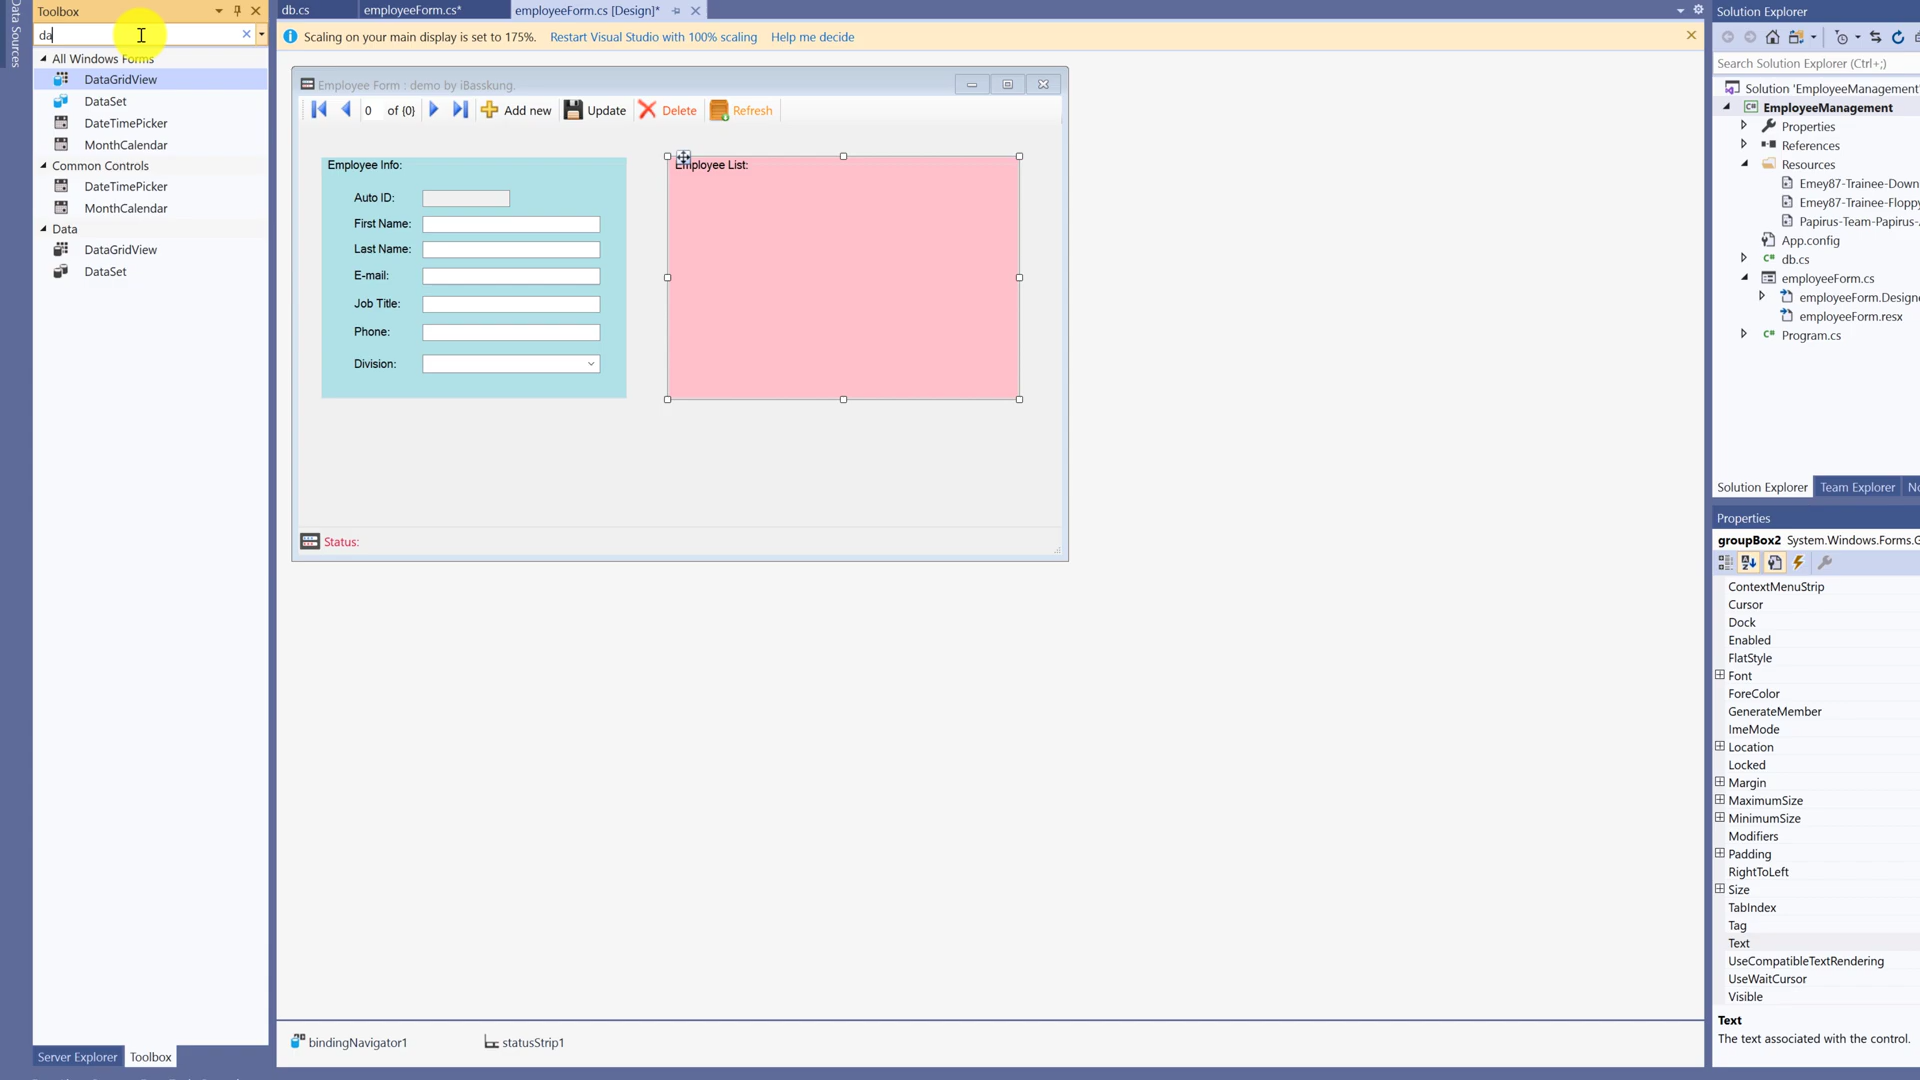 Data Sources
Toolbox
da
All Windows Forms
DataGridView
DataSet
DateTimePicker
MonthCalendar
Common Controls
DateTimePicker
MonthCalendar
Data
DataGridView
DataSet
Server Explorer
Toolbox
db.cs
employeeForm.cs*
employeeForm.cs [Design]*
Scaling on your main display is set to 175%. Restart Visual Studio with 100% scaling Help me decide
Employee Form : demo by iBasskung.
0 of {0} Add new Update Delete Refresh
Employee Info:
Auto ID:
First Name:
Last Name:
E-mail:
Job Title:
Phone:
Division:
Employee List:
Status:
bindingNavigator1
statusStrip1
Solution Explorer
Search Solution Explorer (Ctrl+;)
Solution 'EmployeeManagement'
EmployeeManagement
Properties
References
Resources
Emey87-Trainee-Down
Emey87-Trainee-Floppy
Papirus-Team-Papirus-
App.config
db.cs
employeeForm.cs
employeeForm.Designe
employeeForm.resx
Program.cs
Solution Explorer Team Explorer
Properties
groupBox2 System.Windows.Forms.G
ContextMenuStrip
Cursor
Dock
Enabled
FlatStyle
Font
ForeColor
GenerateMember
ImeMode
Location
Locked
Margin
MaximumSize
MinimumSize
Modifiers
Padding
RightToLeft
Size
TabIndex
Tag
Text
UseCompatibleTextRendering
UseWaitCursor
Visible
Text
The text associated with the control.